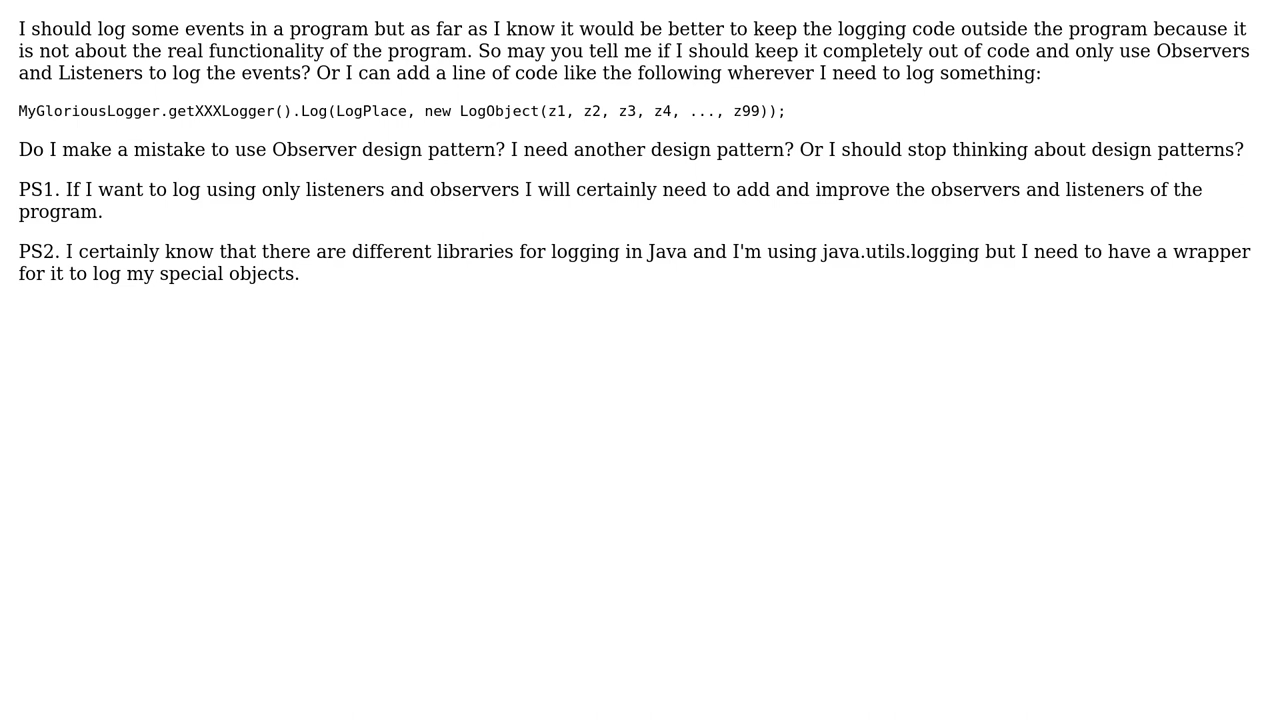 I should log some events in a program but as far as I know it would be better to keep the logging code outside the program because it
is not about the real functionality of the program. So may you tell me if I should keep it completely out of code and only use Observers
and Listeners to log the events? Or I can add a line of code like the following wherever I need to log something:
MyGloriousLogger.getXXXLogger().Log(LogPlace, new LogObject(z1, z2, z3, z4, ..., z99));
Do I make a mistake to use Observer design pattern? I need another design pattern? Or I should stop thinking about design patterns?
PS1. If I want to log using only listeners and observers I will certainly need to add and improve the observers and listeners of the
program.
PS2. I certainly know that there are different libraries for logging in Java and I'm using java.utils.logging but I need to have a wrapper
for it to log my special objects.